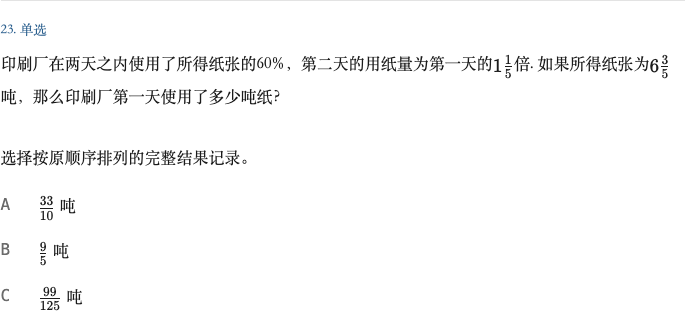 23. 单选
印刷厂在两天之内使用了所得纸张的60%，第二天的用纸量为第一天的1 1/5倍. 如果所得纸张为6 3/5
吨，那么印刷厂第一天使用了多少吨纸?
选择按原顺序排列的完整结果记录。
A 33/10 吨
B 9/5 吨
C 99/125 吨